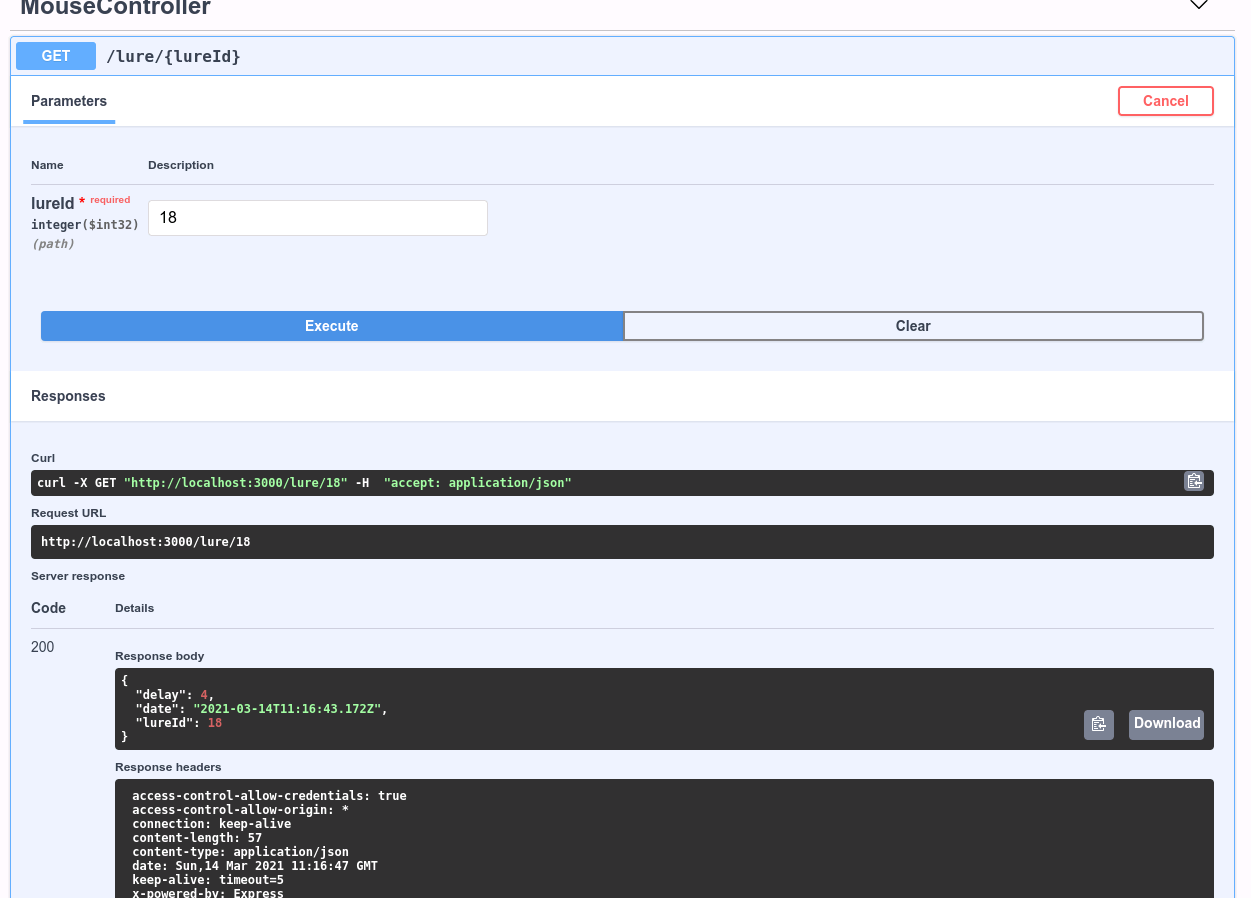 MouseController
GET /lure/{lureId}
Parameters Cancel
Name Description
lureId * required
integer($int32)
(path)
18
Execute Clear
Responses
Curl
curl -X GET "http://localhost:3000/lure/18" -H  "accept: application/json"
Request URL
http://localhost:3000/lure/18
Server response
Code Details
200
Response body
{
  "delay": 4,
  "date": "2021-03-14T11:16:43.172Z",
  "lureId": 18
}
Download
Response headers
access-control-allow-credentials: true
access-control-allow-origin: *
connection: keep-alive
content-length: 57
content-type: application/json
date: Sun,14 Mar 2021 11:16:47 GMT
keep-alive: timeout=5
x-powered-by: Express